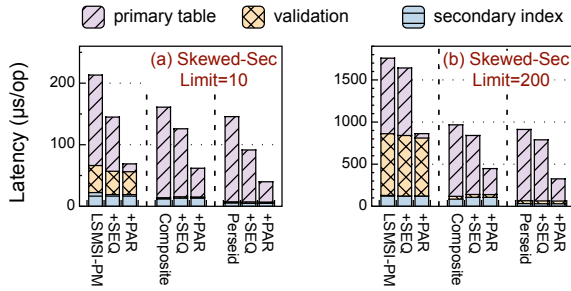 primary table
validation
secondary index
Latency (μs/op)
200
100
0
(a) Skewed-Sec
Limit=10
LSMSI-PM
+SEQ
+PAR
Composite
+SEQ
+PAR
Perseid
+SEQ
+PAR
1500
1000
500
0
(b) Skewed-Sec
Limit=200
LSMSI-PM
+SEQ
+PAR
Composite
+SEQ
+PAR
Perseid
+SEQ
+PAR